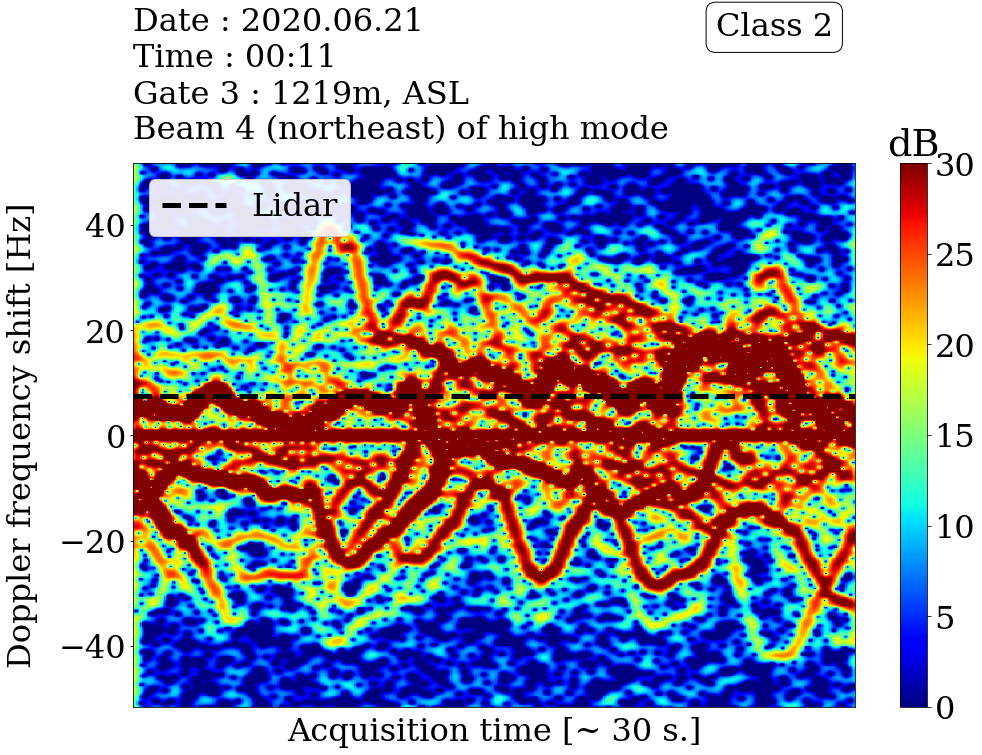 Date : 2020.06.21
Time : 00:11
Gate 3 : 1219m, ASL
Beam 4 (northeast) of high mode
Class 2
dB
Lidar
Doppler frequency shift [Hz]
40
20
0
−20
−40
30
25
20
15
10
5
0
Acquisition time [~ 30 s.]